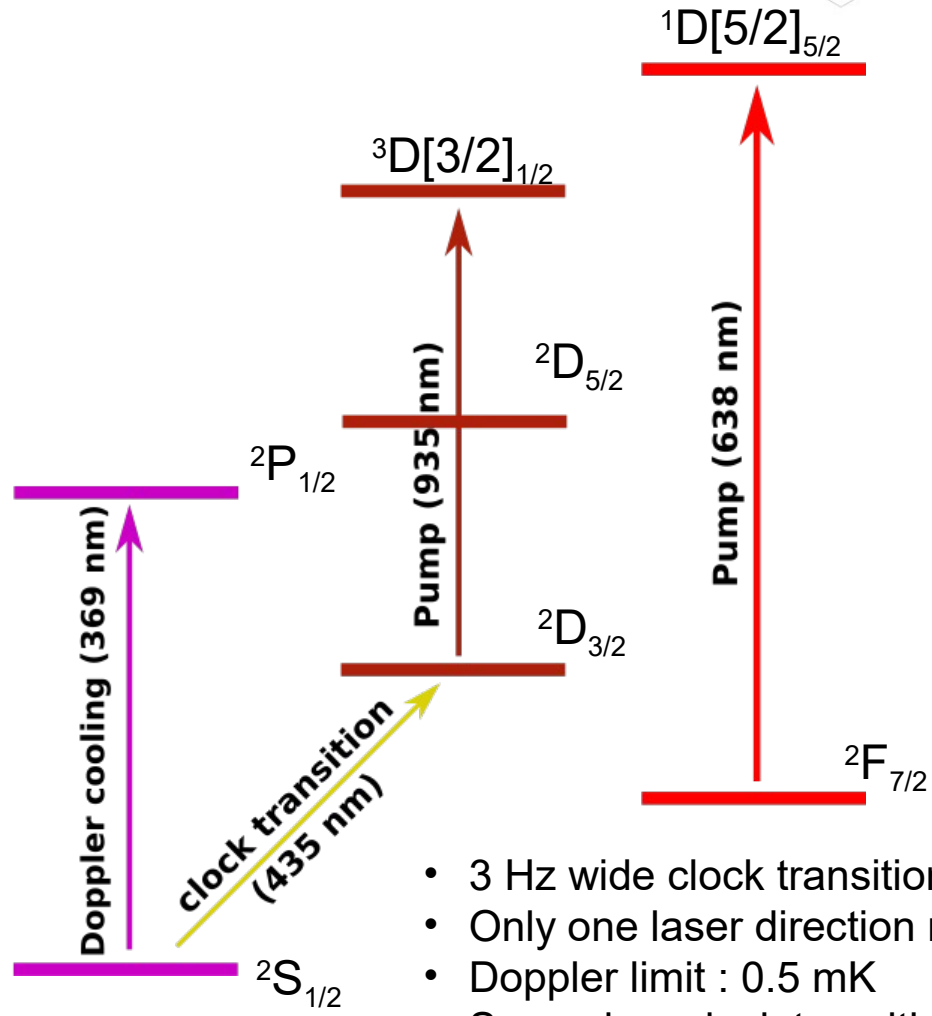 ¹D[5/2]₅/₂
³D[3/2]₁/₂
²D₅/₂
²P₁/₂
Pump (935 nm)
Pump (638 nm)
Doppler cooling (369 nm)
²D₃/₂
clock transition
(435 nm)
²F₇/₂
²S₁/₂
• 3 Hz wide clock transition
• Only one laser direction
• Doppler limit : 0.5 mK